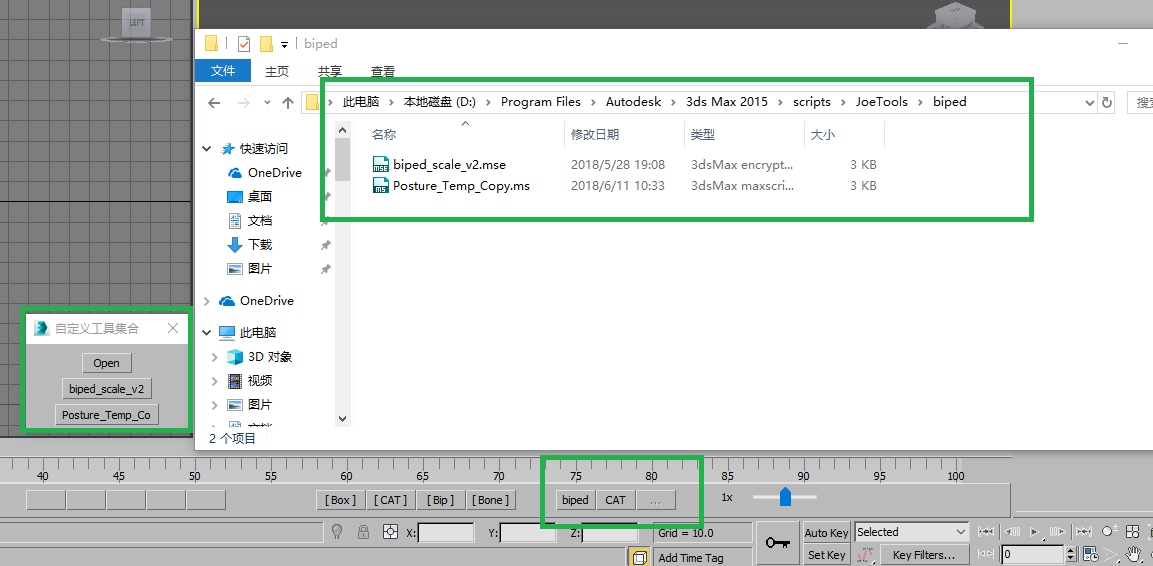 LEFT
biped
文件 主页 共享 查看
此电脑 本地磁盘 (D:) Program Files Autodesk 3ds Max 2015 scripts JoeTools biped
名称 修改日期 类型 大小
快速访问
biped_scale_v2.mse 2018/5/28 19:08 3dsMax encrypt... 3 KB
OneDrive
Posture_Temp_Copy.ms 2018/6/11 10:33 3dsMax maxscri... 3 KB
桌面
文档
下载
图片
OneDrive
此电脑
3D 对象
视频
图片
2 个项目
自定义工具集合
Open
biped_scale_v2
Posture_Temp_Co
40 45 50 55 60 65 70 75 80 85 90 95 100
[ Box ] [ CAT ] [ Bip ] [ Bone ] biped CAT ... 1x
X: Y: Z: Grid = 10.0 Auto Key Selected
Add Time Tag Set Key Key Filters... 0